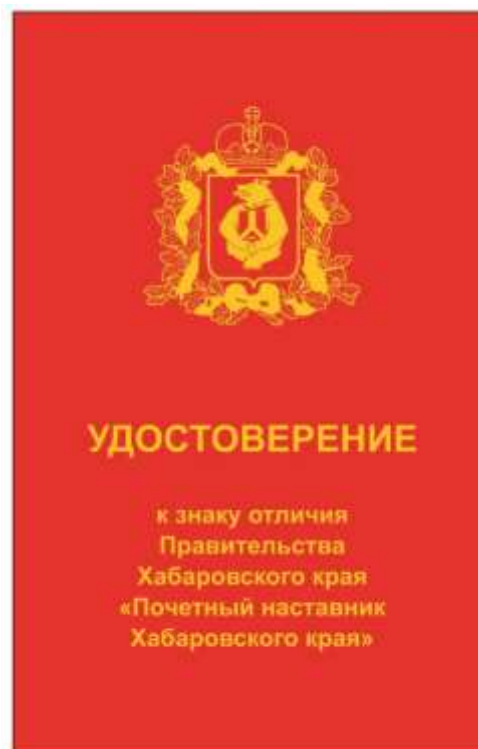 УДОСТОВЕРЕНИЕ
к знаку отличия
Правительства
Хабаровского края
«Почетный наставник
Хабаровского края»